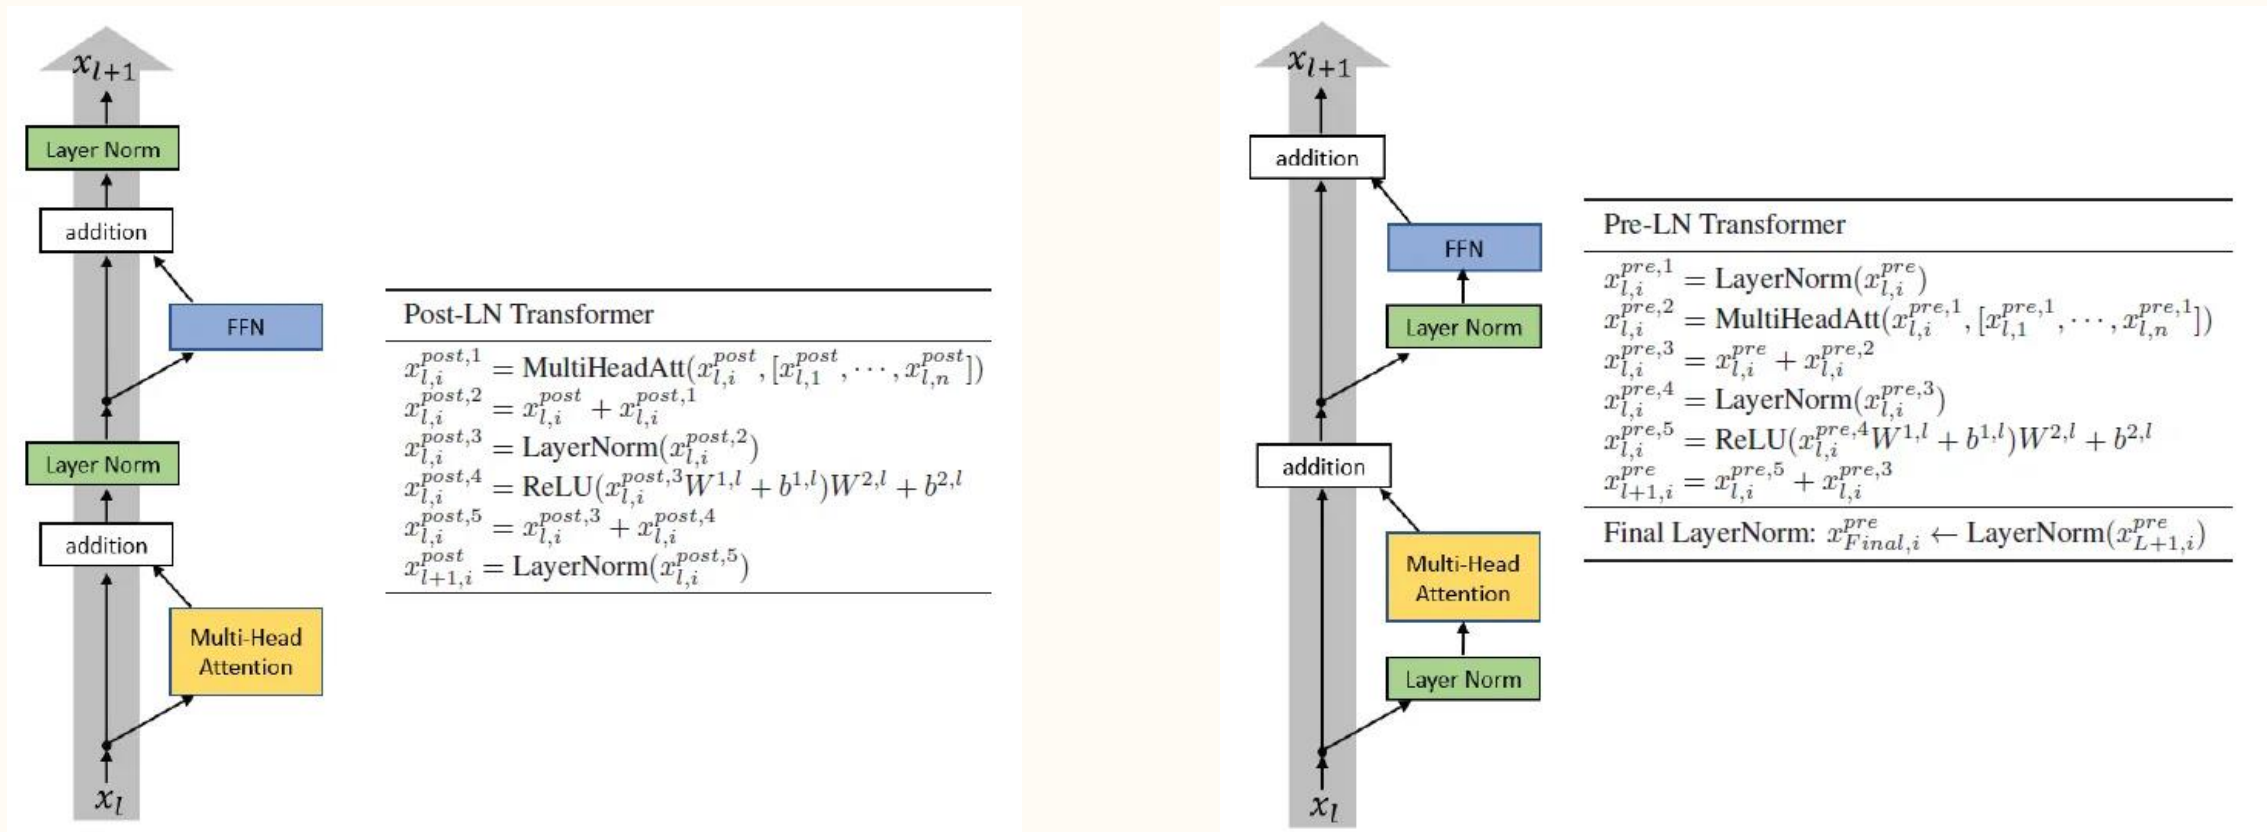 x_{l+1}
Layer Norm
addition
FFN
Layer Norm
addition
Multi-Head
Attention
x_l
Post-LN Transformer
x_{l,i}^{post,1} = MultiHeadAtt(x_{l,i}^{post}, [x_{l,1}^{post}, ⋯, x_{l,n}^{post}])
x_{l,i}^{post,2} = x_{l,i}^{post} + x_{l,i}^{post,1}
x_{l,i}^{post,3} = LayerNorm(x_{l,i}^{post,2})
x_{l,i}^{post,4} = ReLU(x_{l,i}^{post,3}W^{1,l} + b^{1,l})W^{2,l} + b^{2,l}
x_{l,i}^{post,5} = x_{l,i}^{post,3} + x_{l,i}^{post,4}
x_{l+1,i}^{post} = LayerNorm(x_{l,i}^{post,5})
x_{l+1}
addition
FFN
Layer Norm
addition
Multi-Head
Attention
Layer Norm
x_l
Pre-LN Transformer
x_{l,i}^{pre,1} = LayerNorm(x_{l,i}^{pre})
x_{l,i}^{pre,2} = MultiHeadAtt(x_{l,i}^{pre,1}, [x_{l,1}^{pre,1}, ⋯, x_{l,n}^{pre,1}])
x_{l,i}^{pre,3} = x_{l,i}^{pre} + x_{l,i}^{pre,2}
x_{l,i}^{pre,4} = LayerNorm(x_{l,i}^{pre,3})
x_{l,i}^{pre,5} = ReLU(x_{l,i}^{pre,4}W^{1,l} + b^{1,l})W^{2,l} + b^{2,l}
x_{l+1,i}^{pre} = x_{l,i}^{pre,5} + x_{l,i}^{pre,3}
Final LayerNorm: x_{Final,i}^{pre} ← LayerNorm(x_{L+1,i}^{pre})